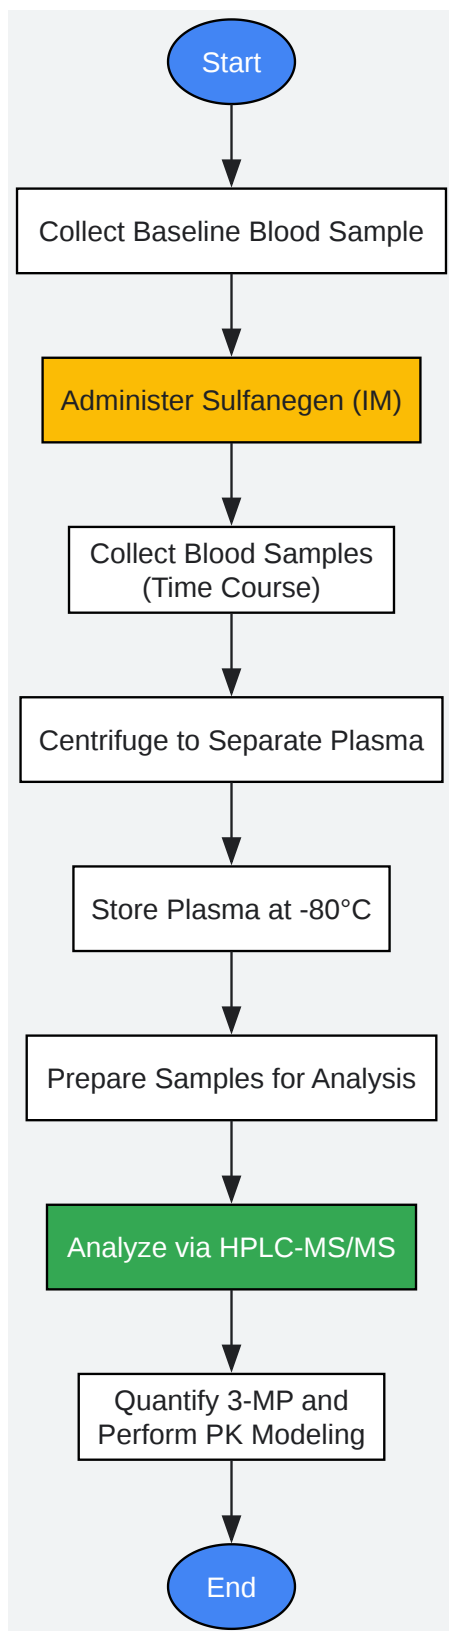 Start
Collect Baseline Blood Sample
Administer Sulfanegen (IM)
Collect Blood Samples
(Time Course)
Centrifuge to Separate Plasma
Store Plasma at -80°C
Prepare Samples for Analysis
Analyze via HPLC-MS/MS
Quantify 3-MP and
Perform PK Modeling
End